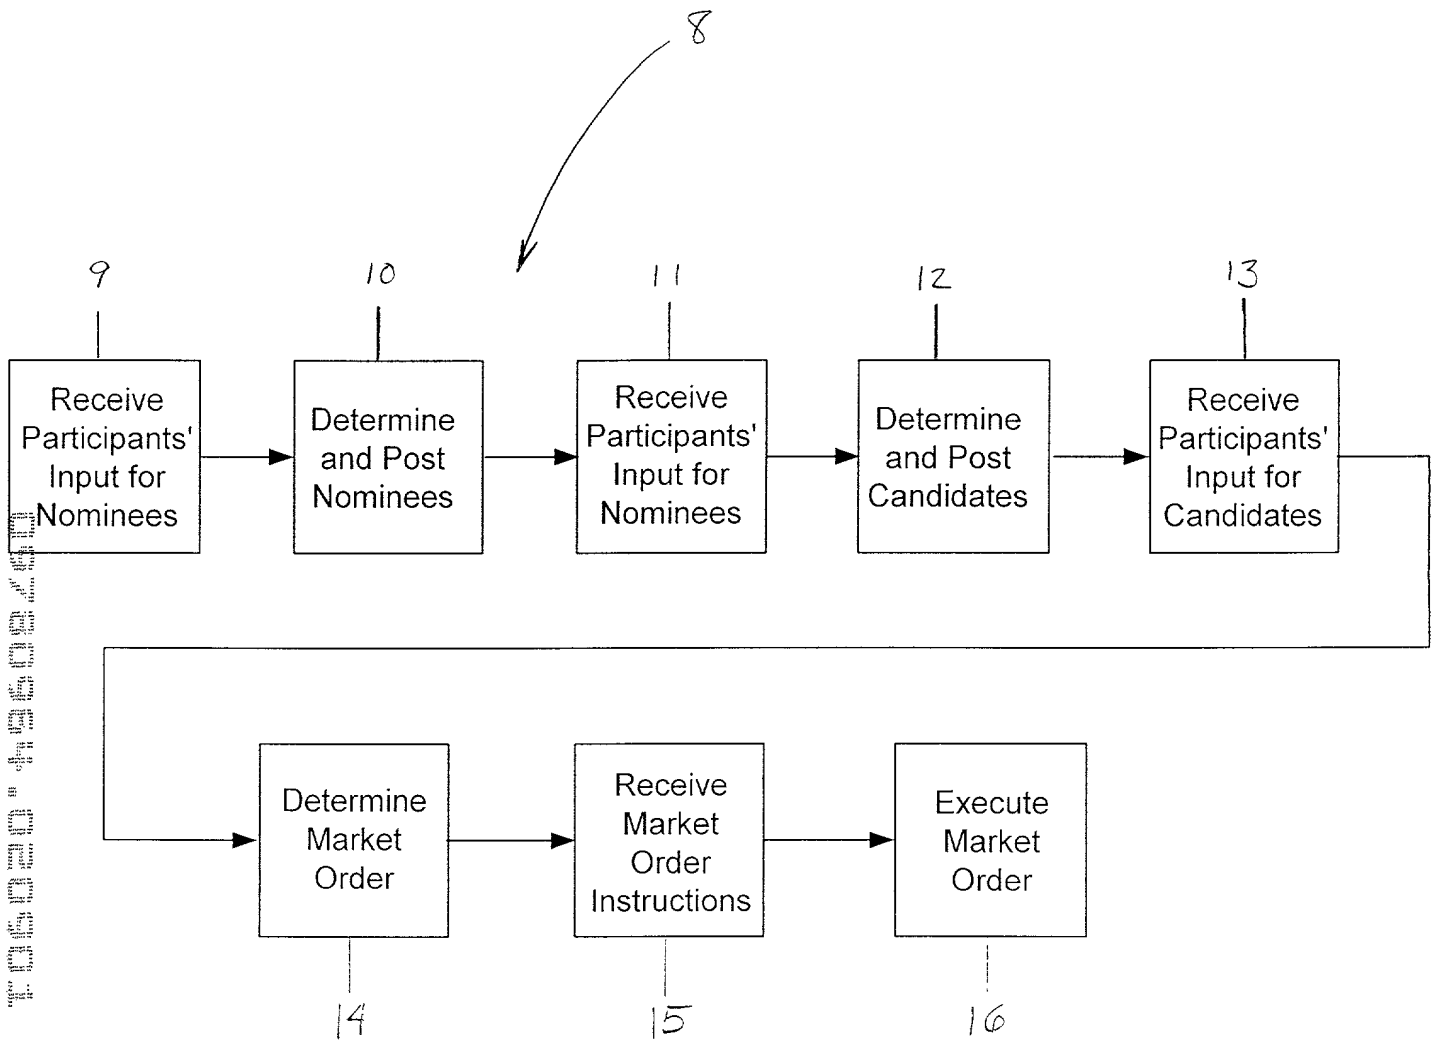 8
9
10
11
12
13
Receive
Participants'
Input for
Nominees
Determine
and Post
Nominees
Receive
Participants'
Input for
Nominees
Determine
and Post
Candidates
Receive
Participants'
Input for
Candidates
09780964.020901
Determine
Market
Order
Receive
Market
Order
Instructions
Execute
Market
Order
14
15
16